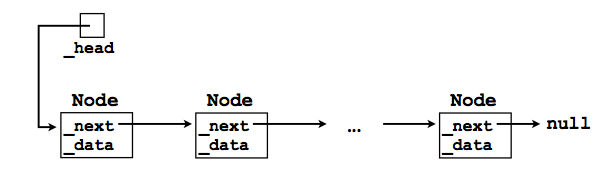 _head
Node Node Node
_next _next ... _next null
_data _data _data